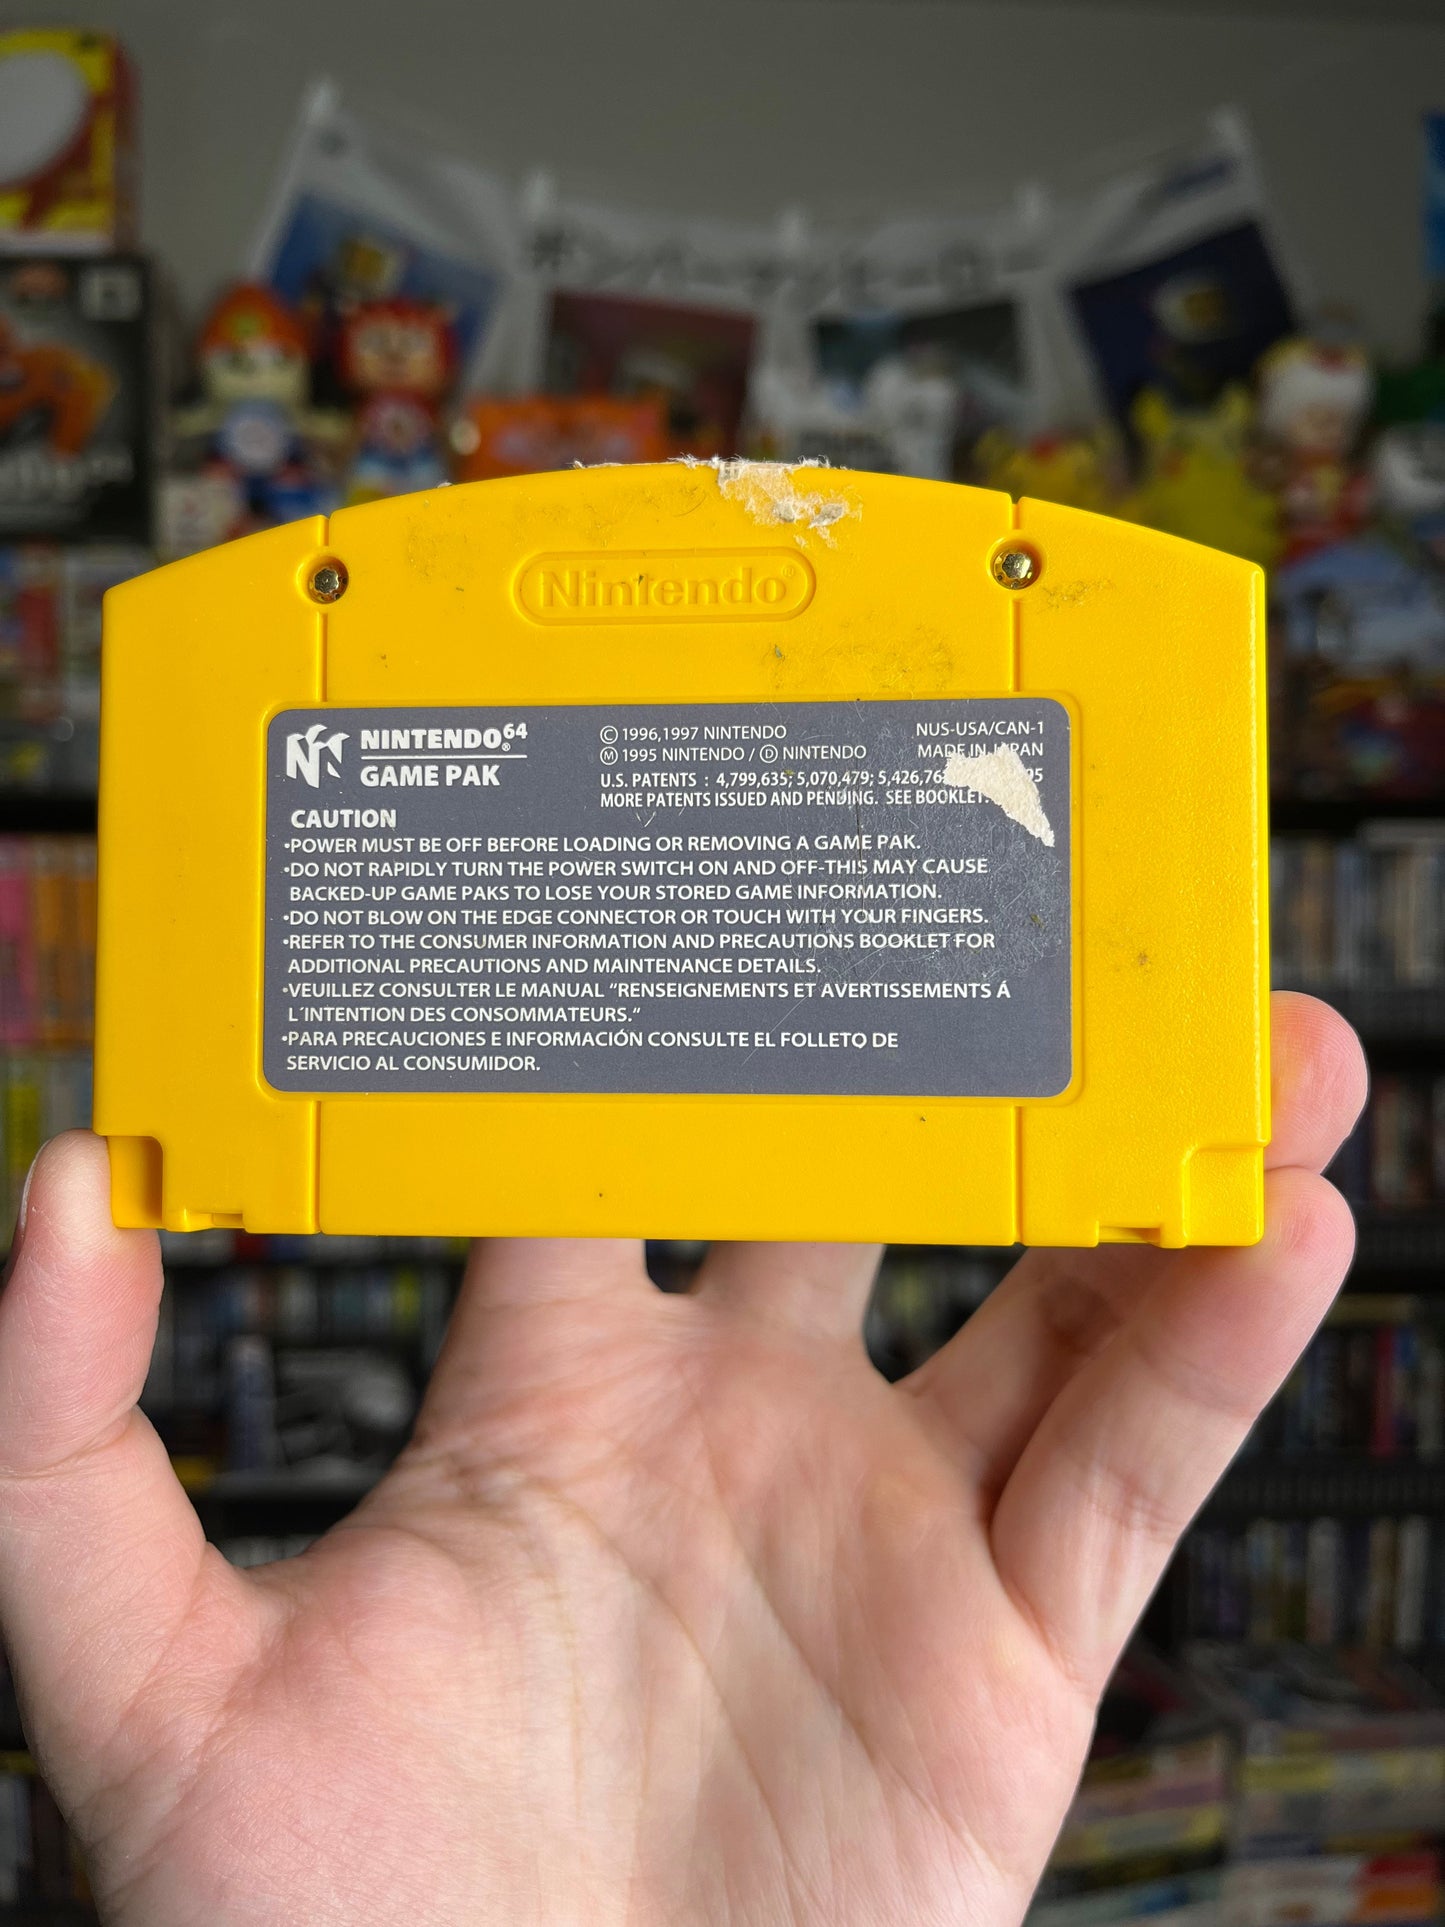 Nintendo®
NINTENDO64®
GAME PAK
©1996,1997 NINTENDO
Ⓜ1995 NINTENDO / Ⓓ NINTENDO
NUS-USA/CAN-1
MADE IN JAPAN
U.S. PATENTS : 4,799,635; 5,070,479;
MORE PATENTS ISSUED AND PENDING. SEE BOOKLET.
CAUTION
•POWER MUST BE OFF BEFORE LOADING OR REMOVING A GAME PAK.
•DO NOT RAPIDLY TURN THE POWER SWITCH ON AND OFF-THIS MAY CAUSE
BACKED-UP GAME PAKS TO LOSE YOUR STORED GAME INFORMATION.
•DO NOT BLOW ON THE EDGE CONNECTOR OR TOUCH WITH YOUR FINGERS.
•REFER TO THE CONSUMER INFORMATION AND PRECAUTIONS BOOKLET FOR
ADDITIONAL PRECAUTIONS AND MAINTENANCE DETAILS.
•VEUILLEZ CONSULTER LE MANUAL “RENSEIGNEMENTS ET AVERTISSEMENTS Á
L´INTENTION DES CONSOMMATEURS.“
•PARA PRECAUCIONES E INFORMACIÓN CONSULTE EL FOLLETO DE
SERVICIO AL CONSUMIDOR.